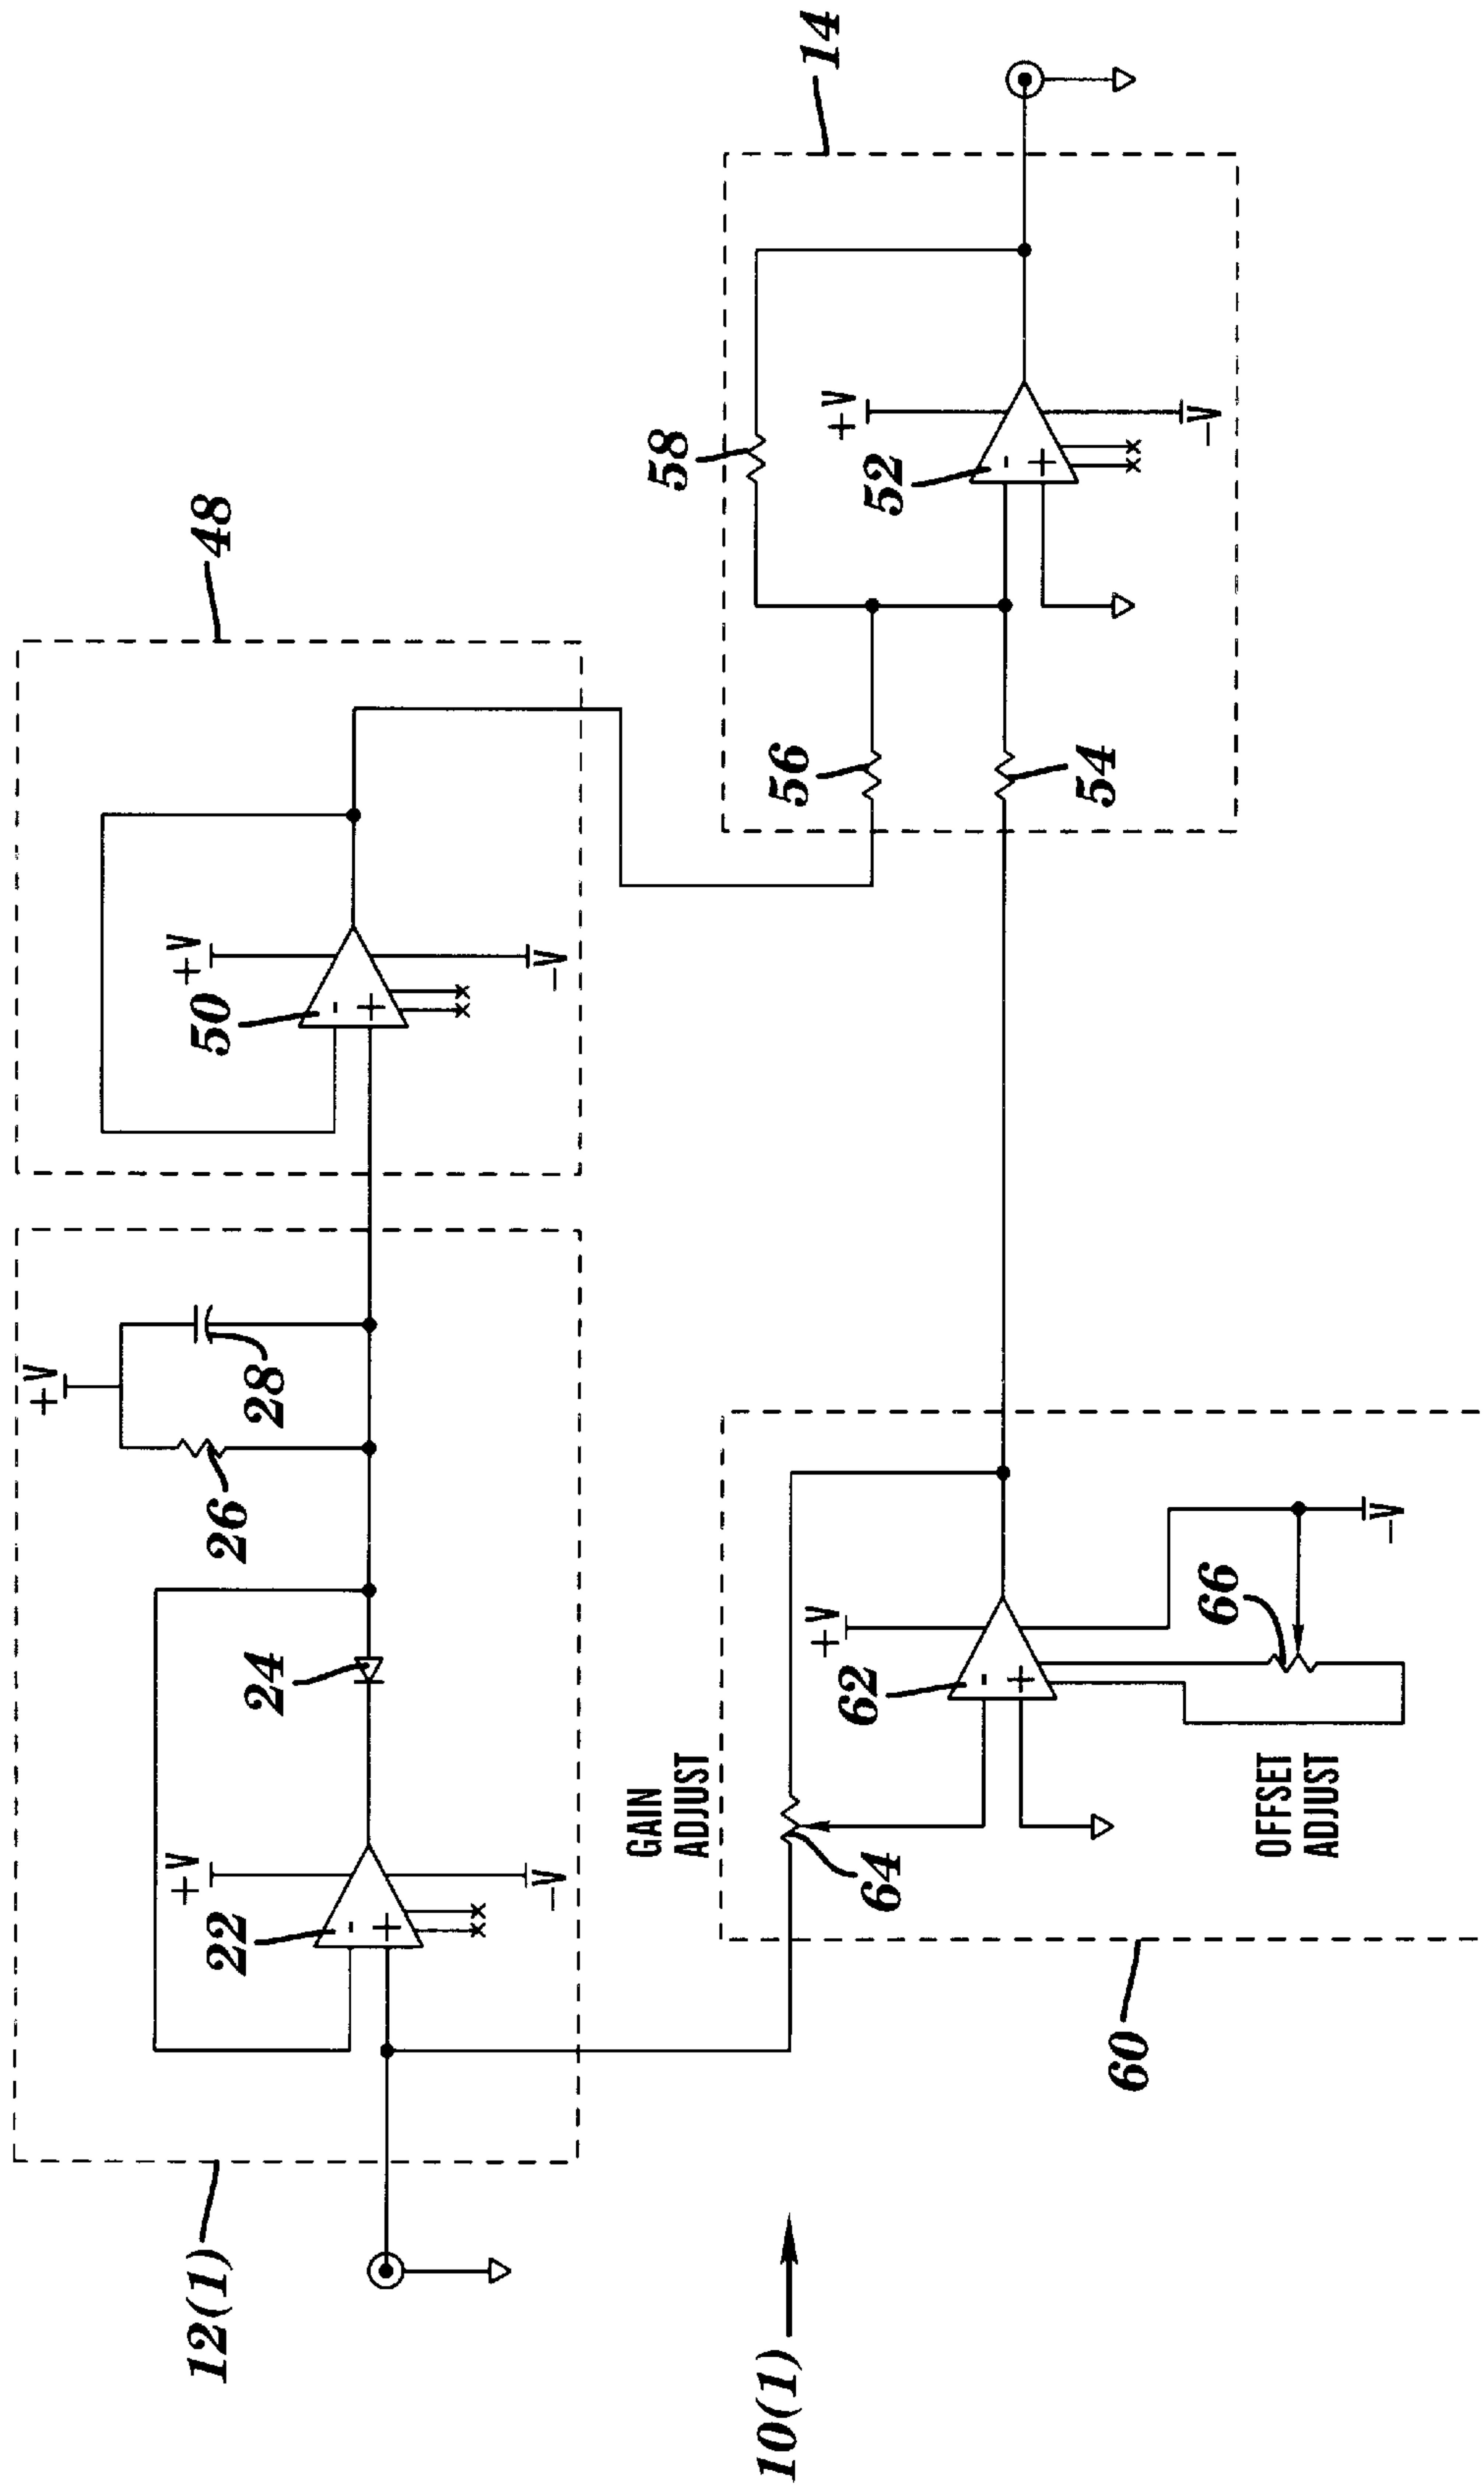 12(1)
22
+V
-V
24
26
28
+V
50
+V
-V
48
10(1)
60
GAIN
ADJUST
64
62
+V
OFFSET
ADJUST
66
-V
56
54
58
52
+V
-V
14
- +
- +
- +
- +